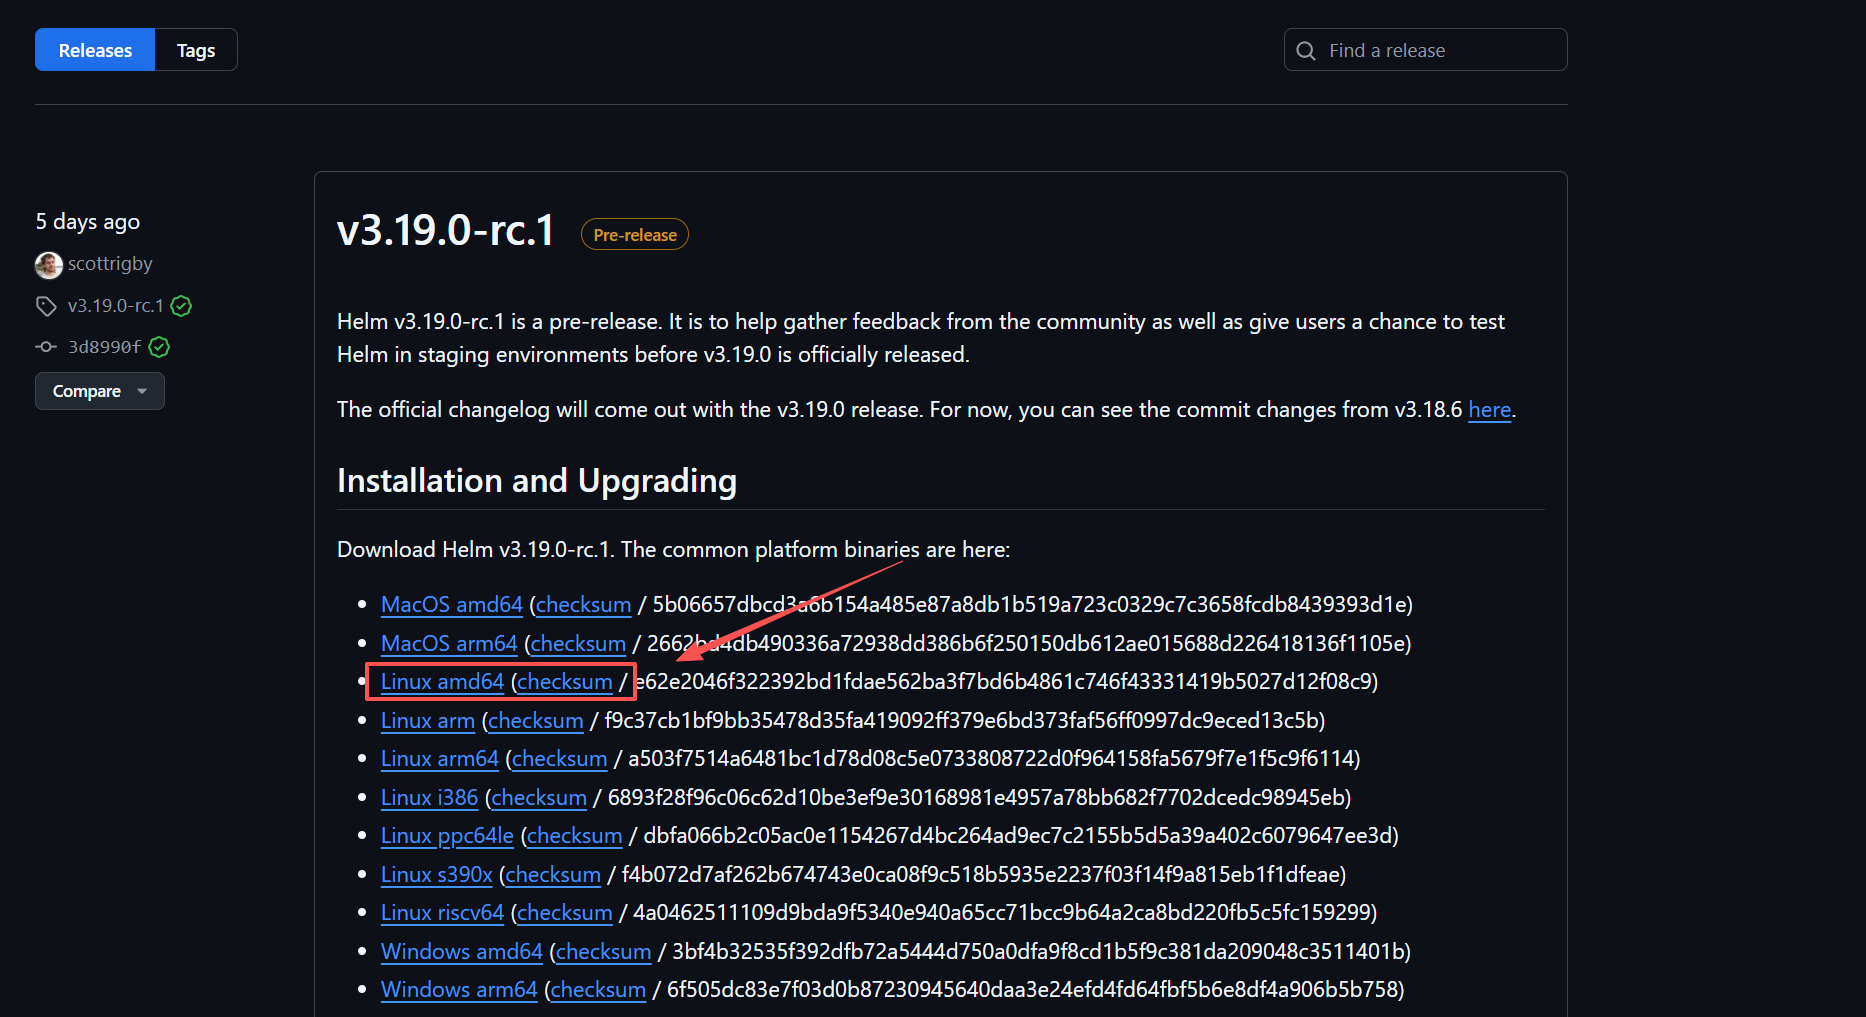 Releases
Tags
Find a release
5 days ago
scottrigby
v3.19.0-rc.1
3d8990f
Compare
v3.19.0-rc.1 Pre-release
Helm v3.19.0-rc.1 is a pre-release. It is to help gather feedback from the community as well as give users a chance to test
Helm in staging environments before v3.19.0 is officially released.
The official changelog will come out with the v3.19.0 release. For now, you can see the commit changes from v3.18.6 here.
Installation and Upgrading
Download Helm v3.19.0-rc.1. The common platform binaries are here:
MacOS amd64 (checksum / 5b06657dbcd3a6b154a485e87a8db1b519a723c0329c7c3658fcdb8439393d1e)
MacOS arm64 (checksum / 2662bd4db490336a72938dd386b6f250150db612ae015688d226418136f1105e)
Linux amd64 (checksum / e62e2046f322392bd1fdae562ba3f7bd6b4861c746f43331419b5027d12f08c9)
Linux arm (checksum / f9c37cb1bf9bb35478d35fa419092ff379e6bd373faf56ff0997dc9eced13c5b)
Linux arm64 (checksum / a503f7514a6481bc1d78d08c5e0733808722d0f964158fa5679f7e1f5c9f6114)
Linux i386 (checksum / 6893f28f96c06c62d10be3ef9e30168981e4957a78bb682f7702dcedc98945eb)
Linux ppc64le (checksum / dbfa066b2c05ac0e1154267d4bc264ad9ec7c2155b5d5a39a402c6079647ee3d)
Linux s390x (checksum / f4b072d7af262b674743e0ca08f9c518b5935e2237f03f14f9a815eb1f1dfeae)
Linux riscv64 (checksum / 4a0462511109d9bda9f5340e940a65cc71bcc9b64a2ca8bd220fb5c5fc159299)
Windows amd64 (checksum / 3bf4b32535f392dfb72a5444d750a0dfa9f8cd1b5f9c381da209048c3511401b)
Windows arm64 (checksum / 6f505dc83e7f03d0b87230945640daa3e24efd4fd64fbf5b6e8df4a906b5b758)